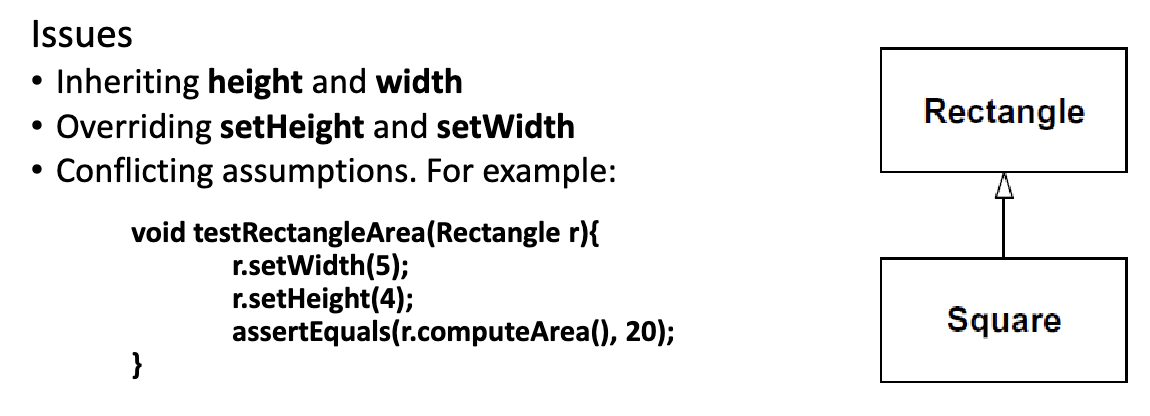 Issues
• Inheriting height and width
• Overriding setHeight and setWidth
• Conflicting assumptions. For example:
void testRectangleArea(Rectangle r){
r.setWidth(5);
r.setHeight(4);
assertEquals(r.computeArea(), 20);
}
Rectangle
Square